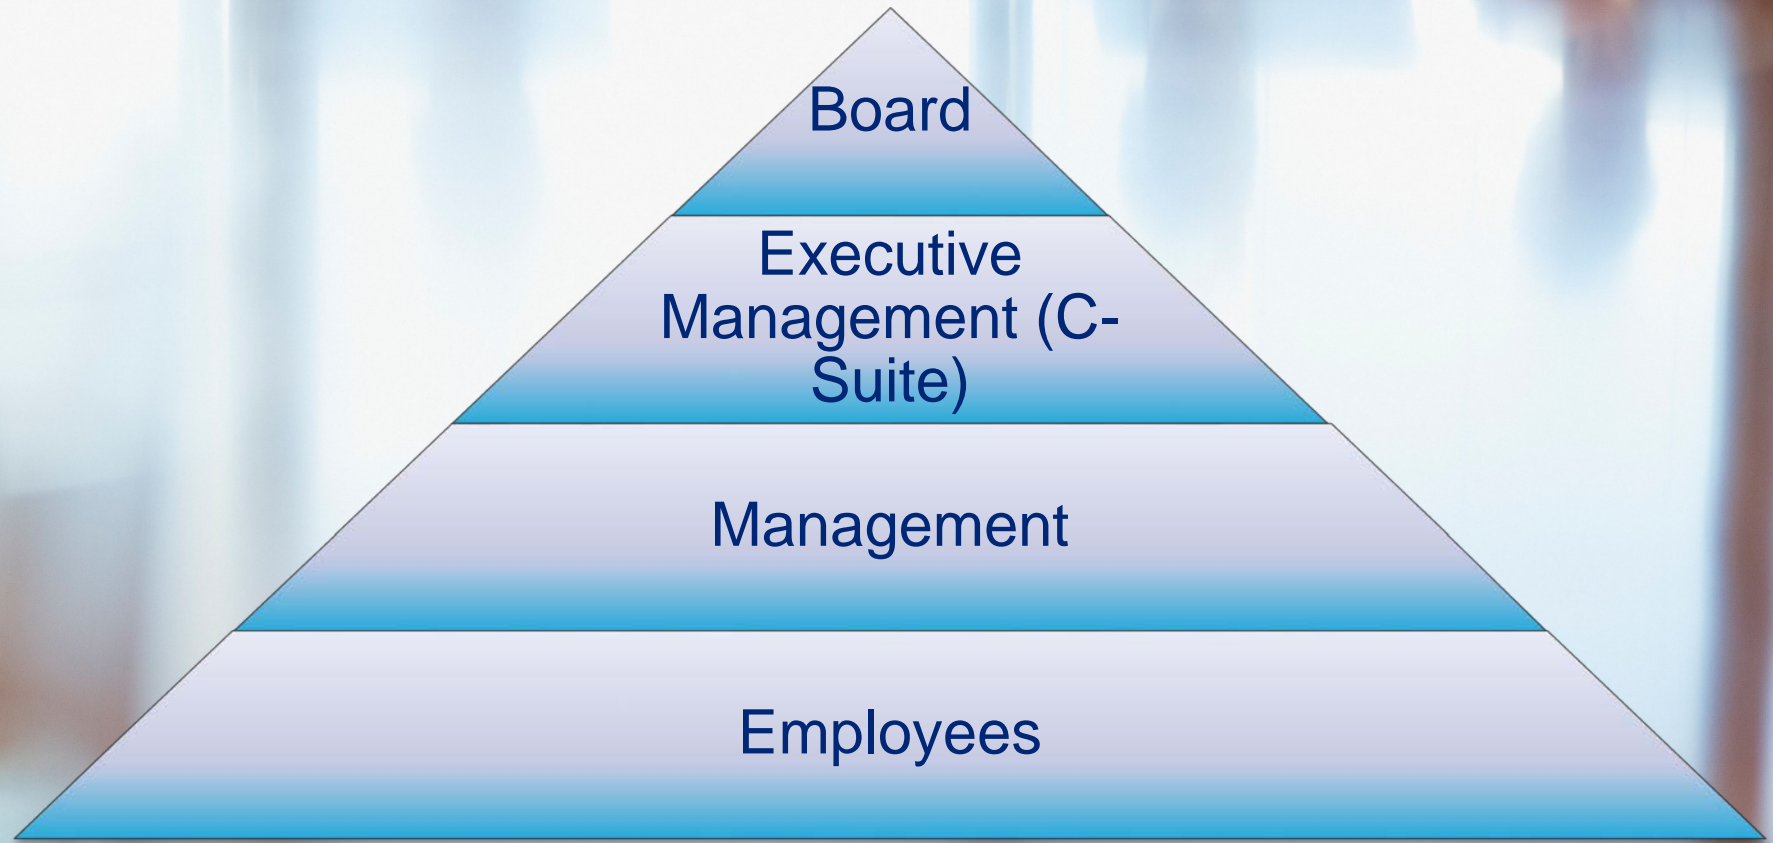 Board
Executive
Management (C-
Suite)
Management
Employees